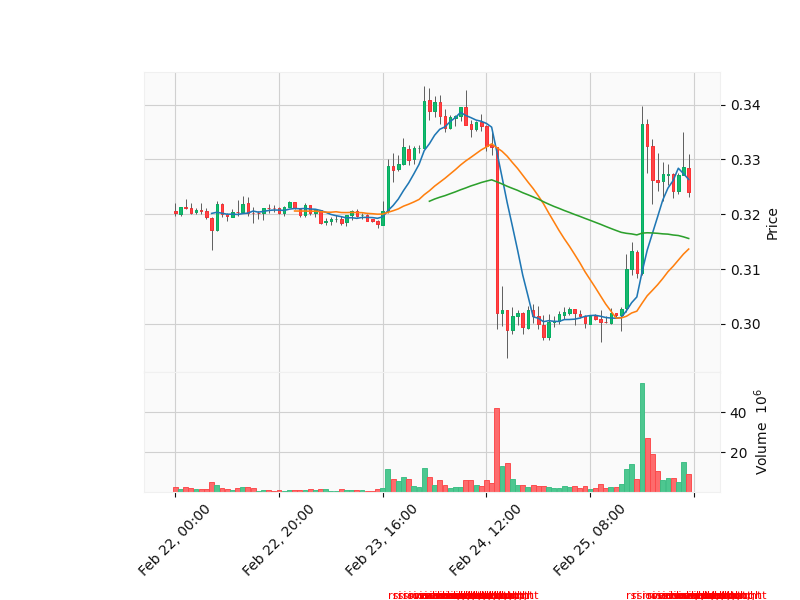 0.34
0.33
0.32
0.31
0.30
Price
40
20
Volume 10^6
Feb 22, 00:00
Feb 22, 20:00
Feb 23, 16:00
Feb 24, 12:00
Feb 25, 08:00